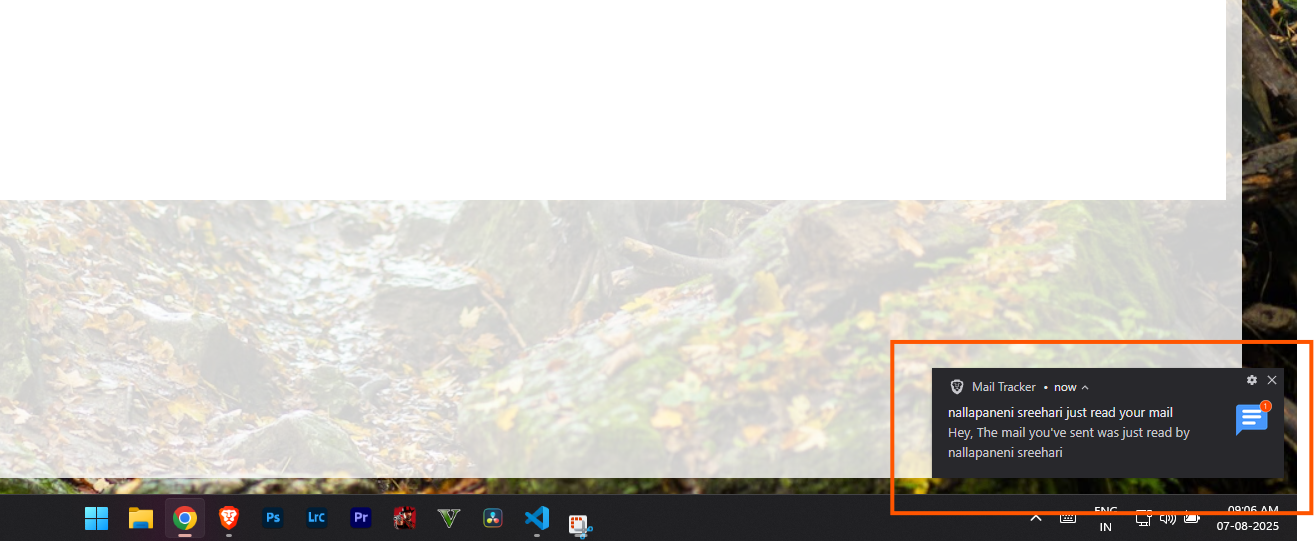 Mail Tracker • now
nallapaneni sreehari just read your mail
1
Hey, The mail you've sent was just read by
nallapaneni sreehari
Ps
Lrc
Pr
V
ENG
IN
09:06 AM
07-08-2025